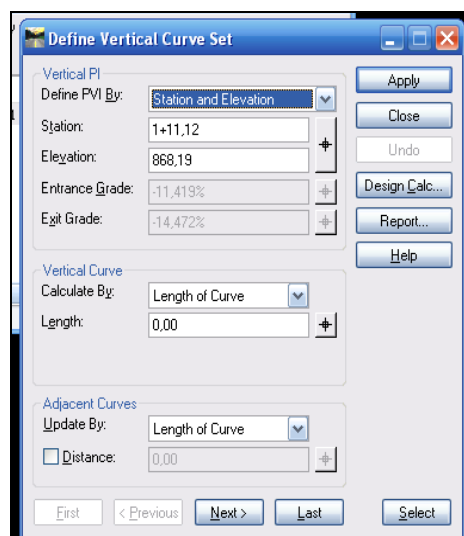 Define Vertical Curve Set
Vertical PI
Define PVI By: Station and Elevation
Station: 1+11,12
Elevation: 868,19
Entrance Grade: -11,419%
Exit Grade: -14,472%
Apply
Close
Undo
Design Calc...
Report...
Help
Vertical Curve
Calculate By: Length of Curve
Length: 0,00
Adjacent Curves
Update By: Length of Curve
Distance: 0,00
First < Previous Next > Last Select